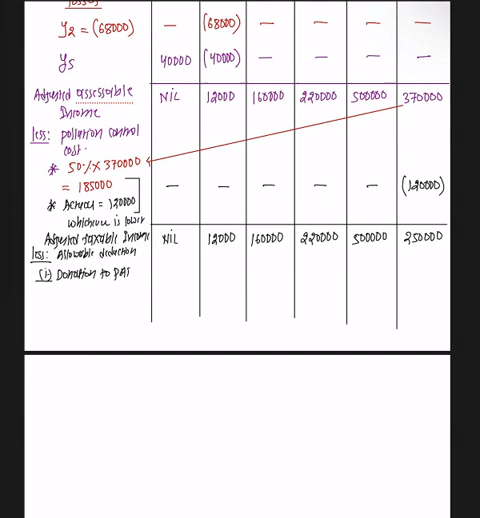 losses
Y2 = (68000) — (68000) — — — —
Y5 40000 (40000) — — — —
Adjusted assessable Income NIL 12000 160000 220000 500000 370000
less: pollution control cost.
* 50% X 370000
= 185000 — — — — — (120000)
* Actual = 120000
whichever is lower
Adjusted taxable Income NIL 12000 160000 220000 500000 250000
less: Allowable deduction
(i) Donation to PAI